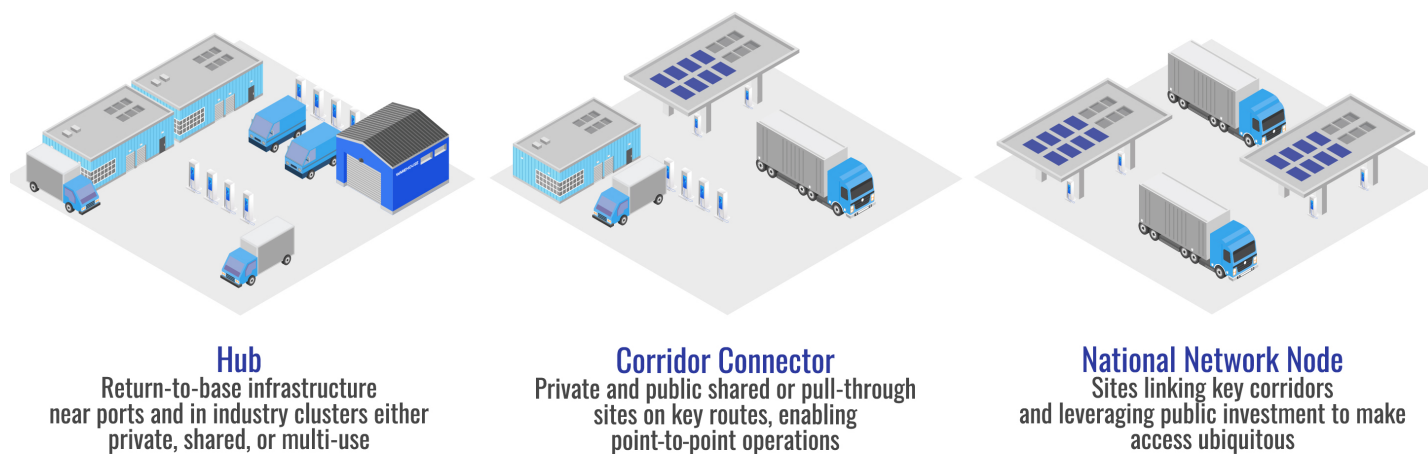 Hub
Return-to-base infrastructure
near ports and in industry clusters either
private, shared, or multi-use
Corridor Connector
Private and public shared or pull-through
sites on key routes, enabling
point-to-point operations
National Network Node
Sites linking key corridors
and leveraging public investment to make
access ubiquitous